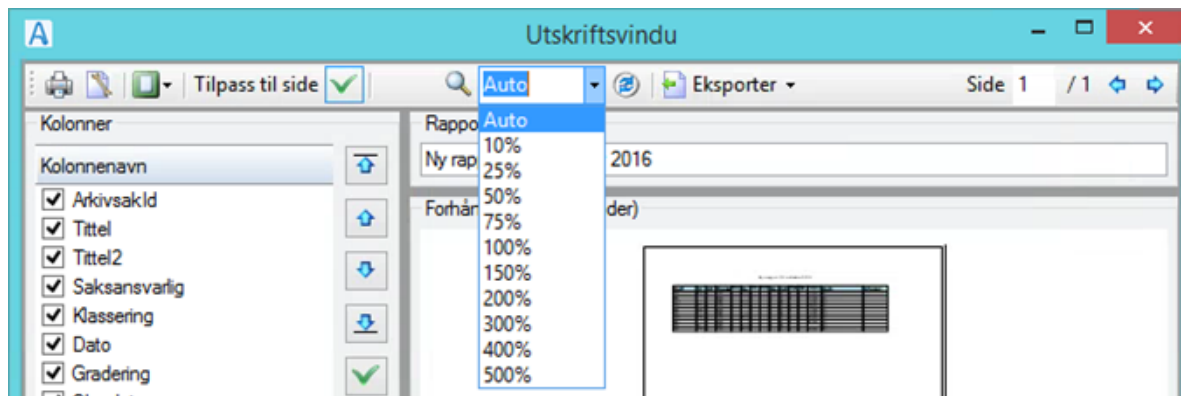 A Utskriftsvindu
Tilpass til side Auto Eksporter Side 1 / 1
Kolonner
Kolonnenavn
ArkivsakId
Tittel
Tittel2
Saksansvarlig
Klassering
Dato
Gradering
Rappo
Ny rap 2016
Forhår der)
Auto
10%
25%
50%
75%
100%
150%
200%
300%
400%
500%